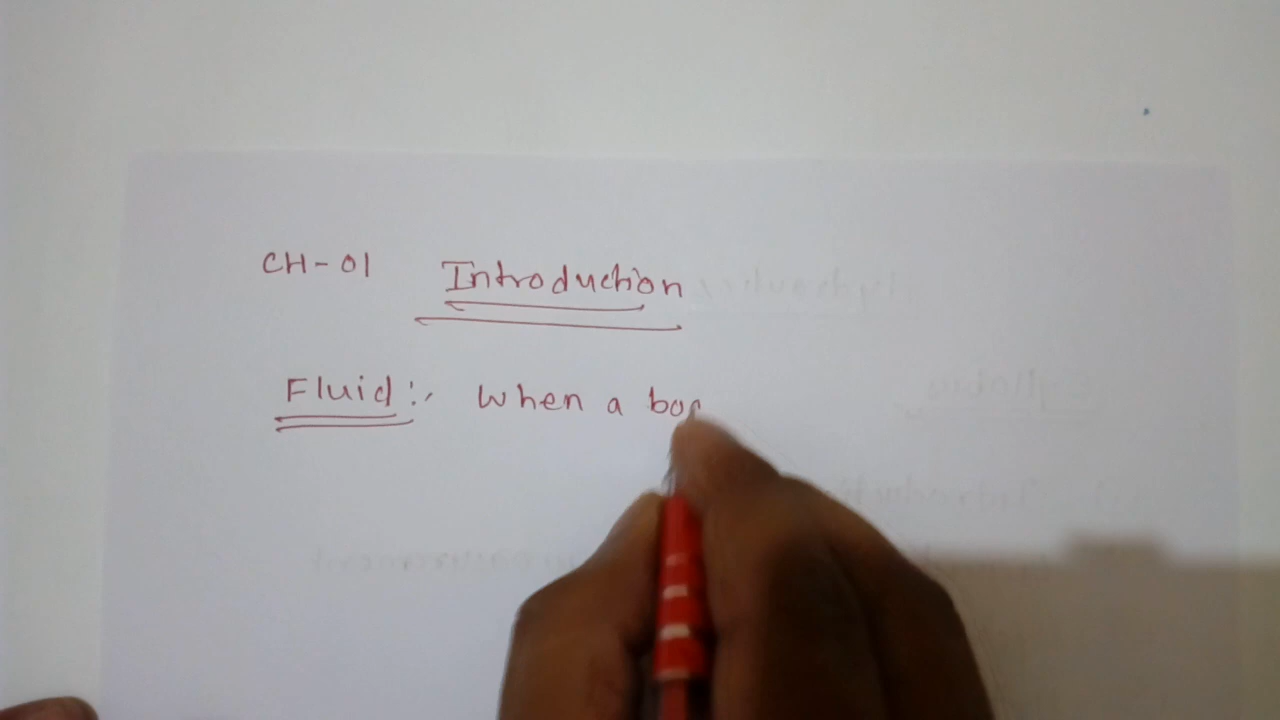 CH-01 Introduction
Fluid:- When a bo